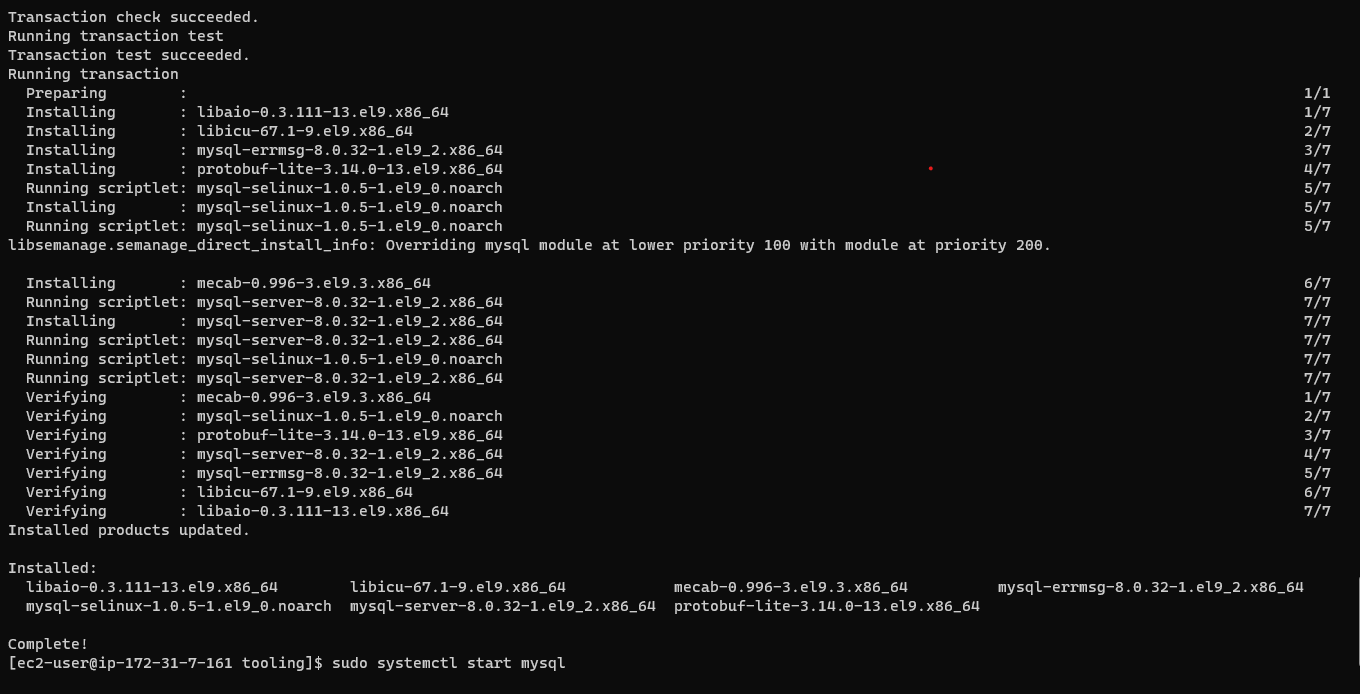 Transaction check succeeded.
Running transaction test
Transaction test succeeded.
Running transaction
  Preparing        :                                                                                                                            1/1
  Installing       : libaio-0.3.111-13.el9.x86_64                                                                                               1/7
  Installing       : libicu-67.1-9.el9.x86_64                                                                                                   2/7
  Installing       : mysql-errmsg-8.0.32-1.el9_2.x86_64                                                                                         3/7
  Installing       : protobuf-lite-3.14.0-13.el9.x86_64                                                                                         4/7
  Running scriptlet: mysql-selinux-1.0.5-1.el9_0.noarch                                                                                         5/7
  Installing       : mysql-selinux-1.0.5-1.el9_0.noarch                                                                                         5/7
  Running scriptlet: mysql-selinux-1.0.5-1.el9_0.noarch                                                                                         5/7
libsemanage.semanage_direct_install_info: Overriding mysql module at lower priority 100 with module at priority 200.

  Installing       : mecab-0.996-3.el9.3.x86_64                                                                                                 6/7
  Running scriptlet: mysql-server-8.0.32-1.el9_2.x86_64                                                                                         7/7
  Installing       : mysql-server-8.0.32-1.el9_2.x86_64                                                                                         7/7
  Running scriptlet: mysql-server-8.0.32-1.el9_2.x86_64                                                                                         7/7
  Running scriptlet: mysql-selinux-1.0.5-1.el9_0.noarch                                                                                         7/7
  Running scriptlet: mysql-server-8.0.32-1.el9_2.x86_64                                                                                         7/7
  Verifying        : mecab-0.996-3.el9.3.x86_64                                                                                                 1/7
  Verifying        : mysql-selinux-1.0.5-1.el9_0.noarch                                                                                         2/7
  Verifying        : protobuf-lite-3.14.0-13.el9.x86_64                                                                                         3/7
  Verifying        : mysql-server-8.0.32-1.el9_2.x86_64                                                                                         4/7
  Verifying        : mysql-errmsg-8.0.32-1.el9_2.x86_64                                                                                         5/7
  Verifying        : libicu-67.1-9.el9.x86_64                                                                                                   6/7
  Verifying        : libaio-0.3.111-13.el9.x86_64                                                                                               7/7
Installed products updated.

Installed:
  libaio-0.3.111-13.el9.x86_64        libicu-67.1-9.el9.x86_64            mecab-0.996-3.el9.3.x86_64          mysql-errmsg-8.0.32-1.el9_2.x86_64
  mysql-selinux-1.0.5-1.el9_0.noarch  mysql-server-8.0.32-1.el9_2.x86_64  protobuf-lite-3.14.0-13.el9.x86_64

Complete!
[ec2-user@ip-172-31-7-161 tooling]$ sudo systemctl start mysql